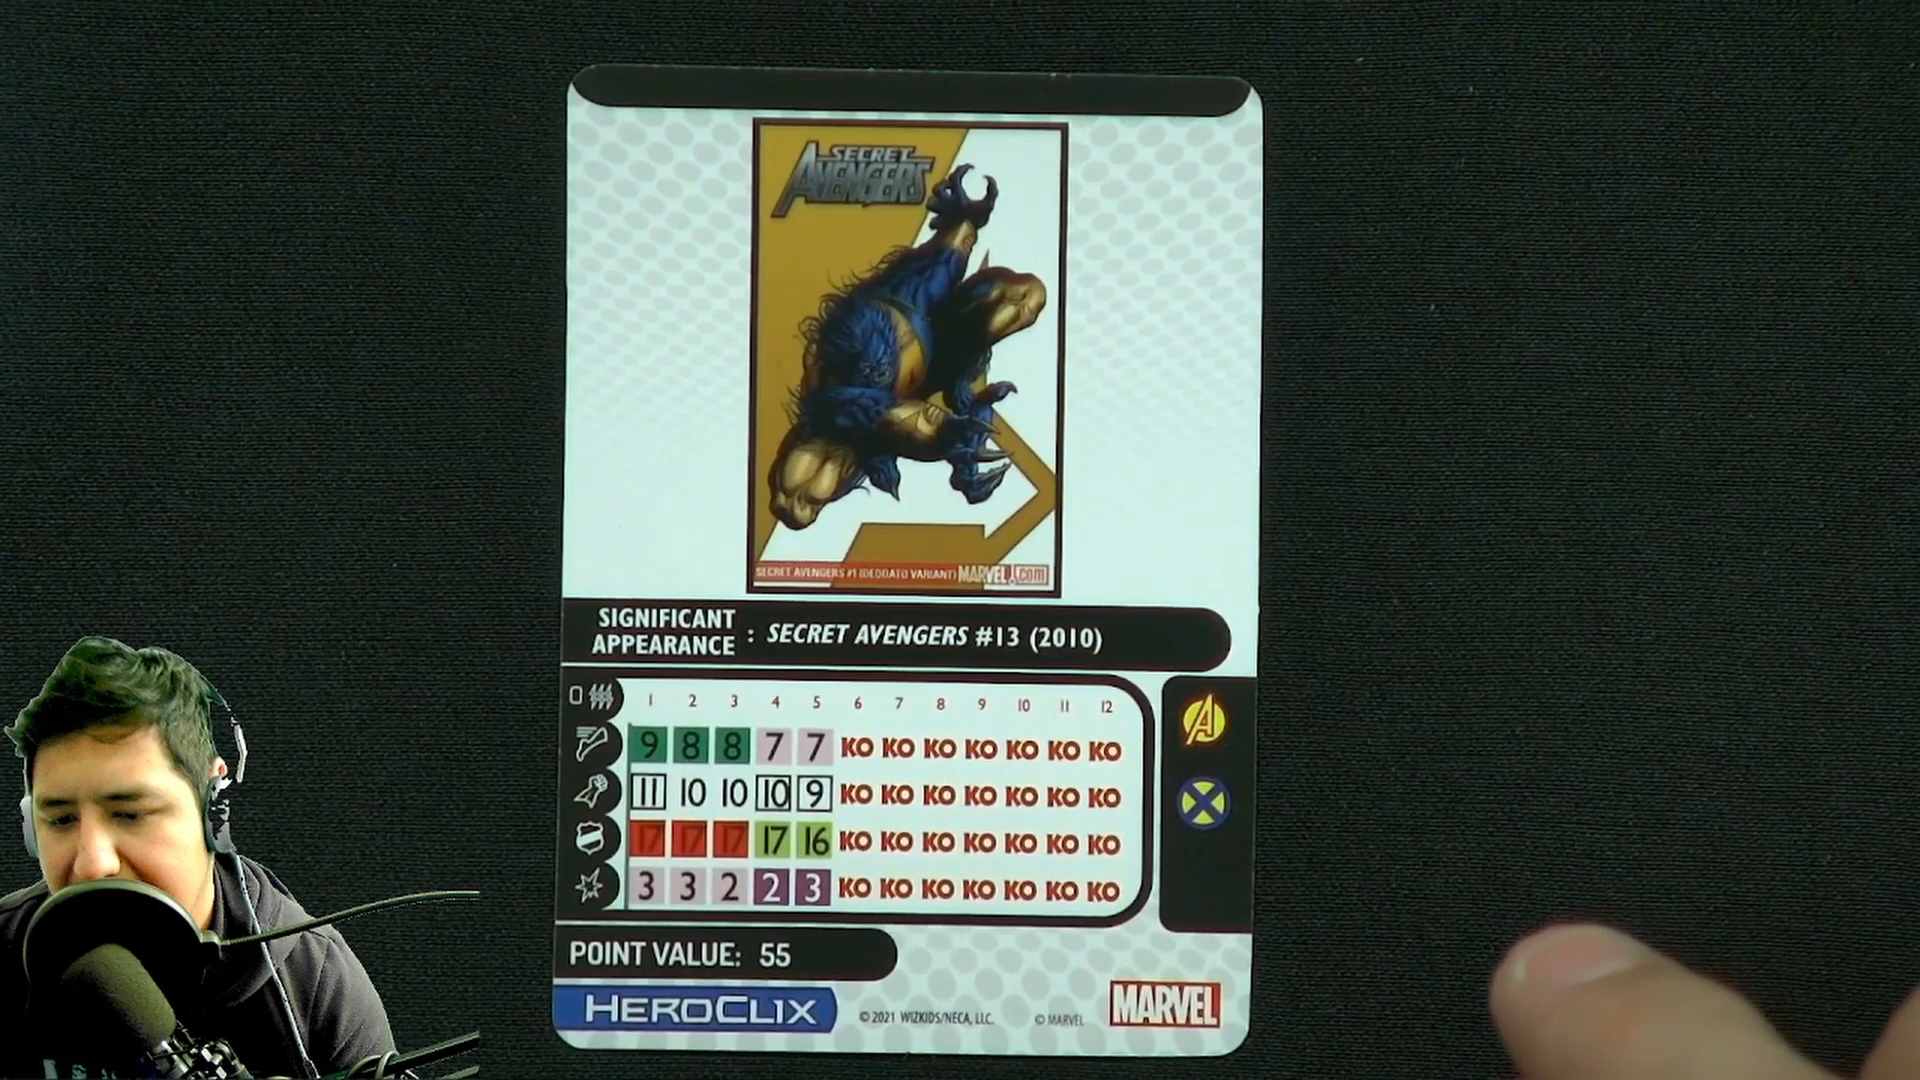 SECRET
AVENGERS
SECRET AVENGERS #1 (DEODATO VARIANT) MARVEL.com
SIGNIFICANT
APPEARANCE : SECRET AVENGERS #13 (2010)
0 1 2 3 4 5 6 7 8 9 10 11 12
9 8 8 7 7 KO KO KO KO KO KO KO
11 10 10 10 9 KO KO KO KO KO KO KO
17 17 17 17 16 KO KO KO KO KO KO KO
3 3 2 2 3 KO KO KO KO KO KO KO
A
X
POINT VALUE: 55
HEROCLIX © 2021 WIZKIDS/NECA, LLC. © MARVEL MARVEL